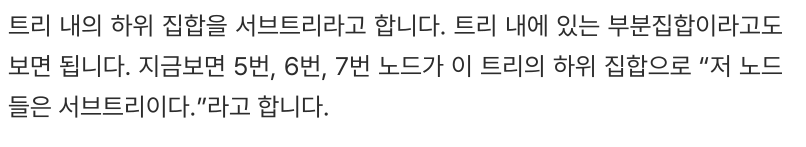 트리 내의 하위 집합을 서브트리라고 합니다. 트리 내에 있는 부분집합이라고도
보면 됩니다. 지금보면 5번, 6번, 7번 노드가 이 트리의 하위 집합으로 “저 노드
들은 서브트리이다.”라고 합니다.